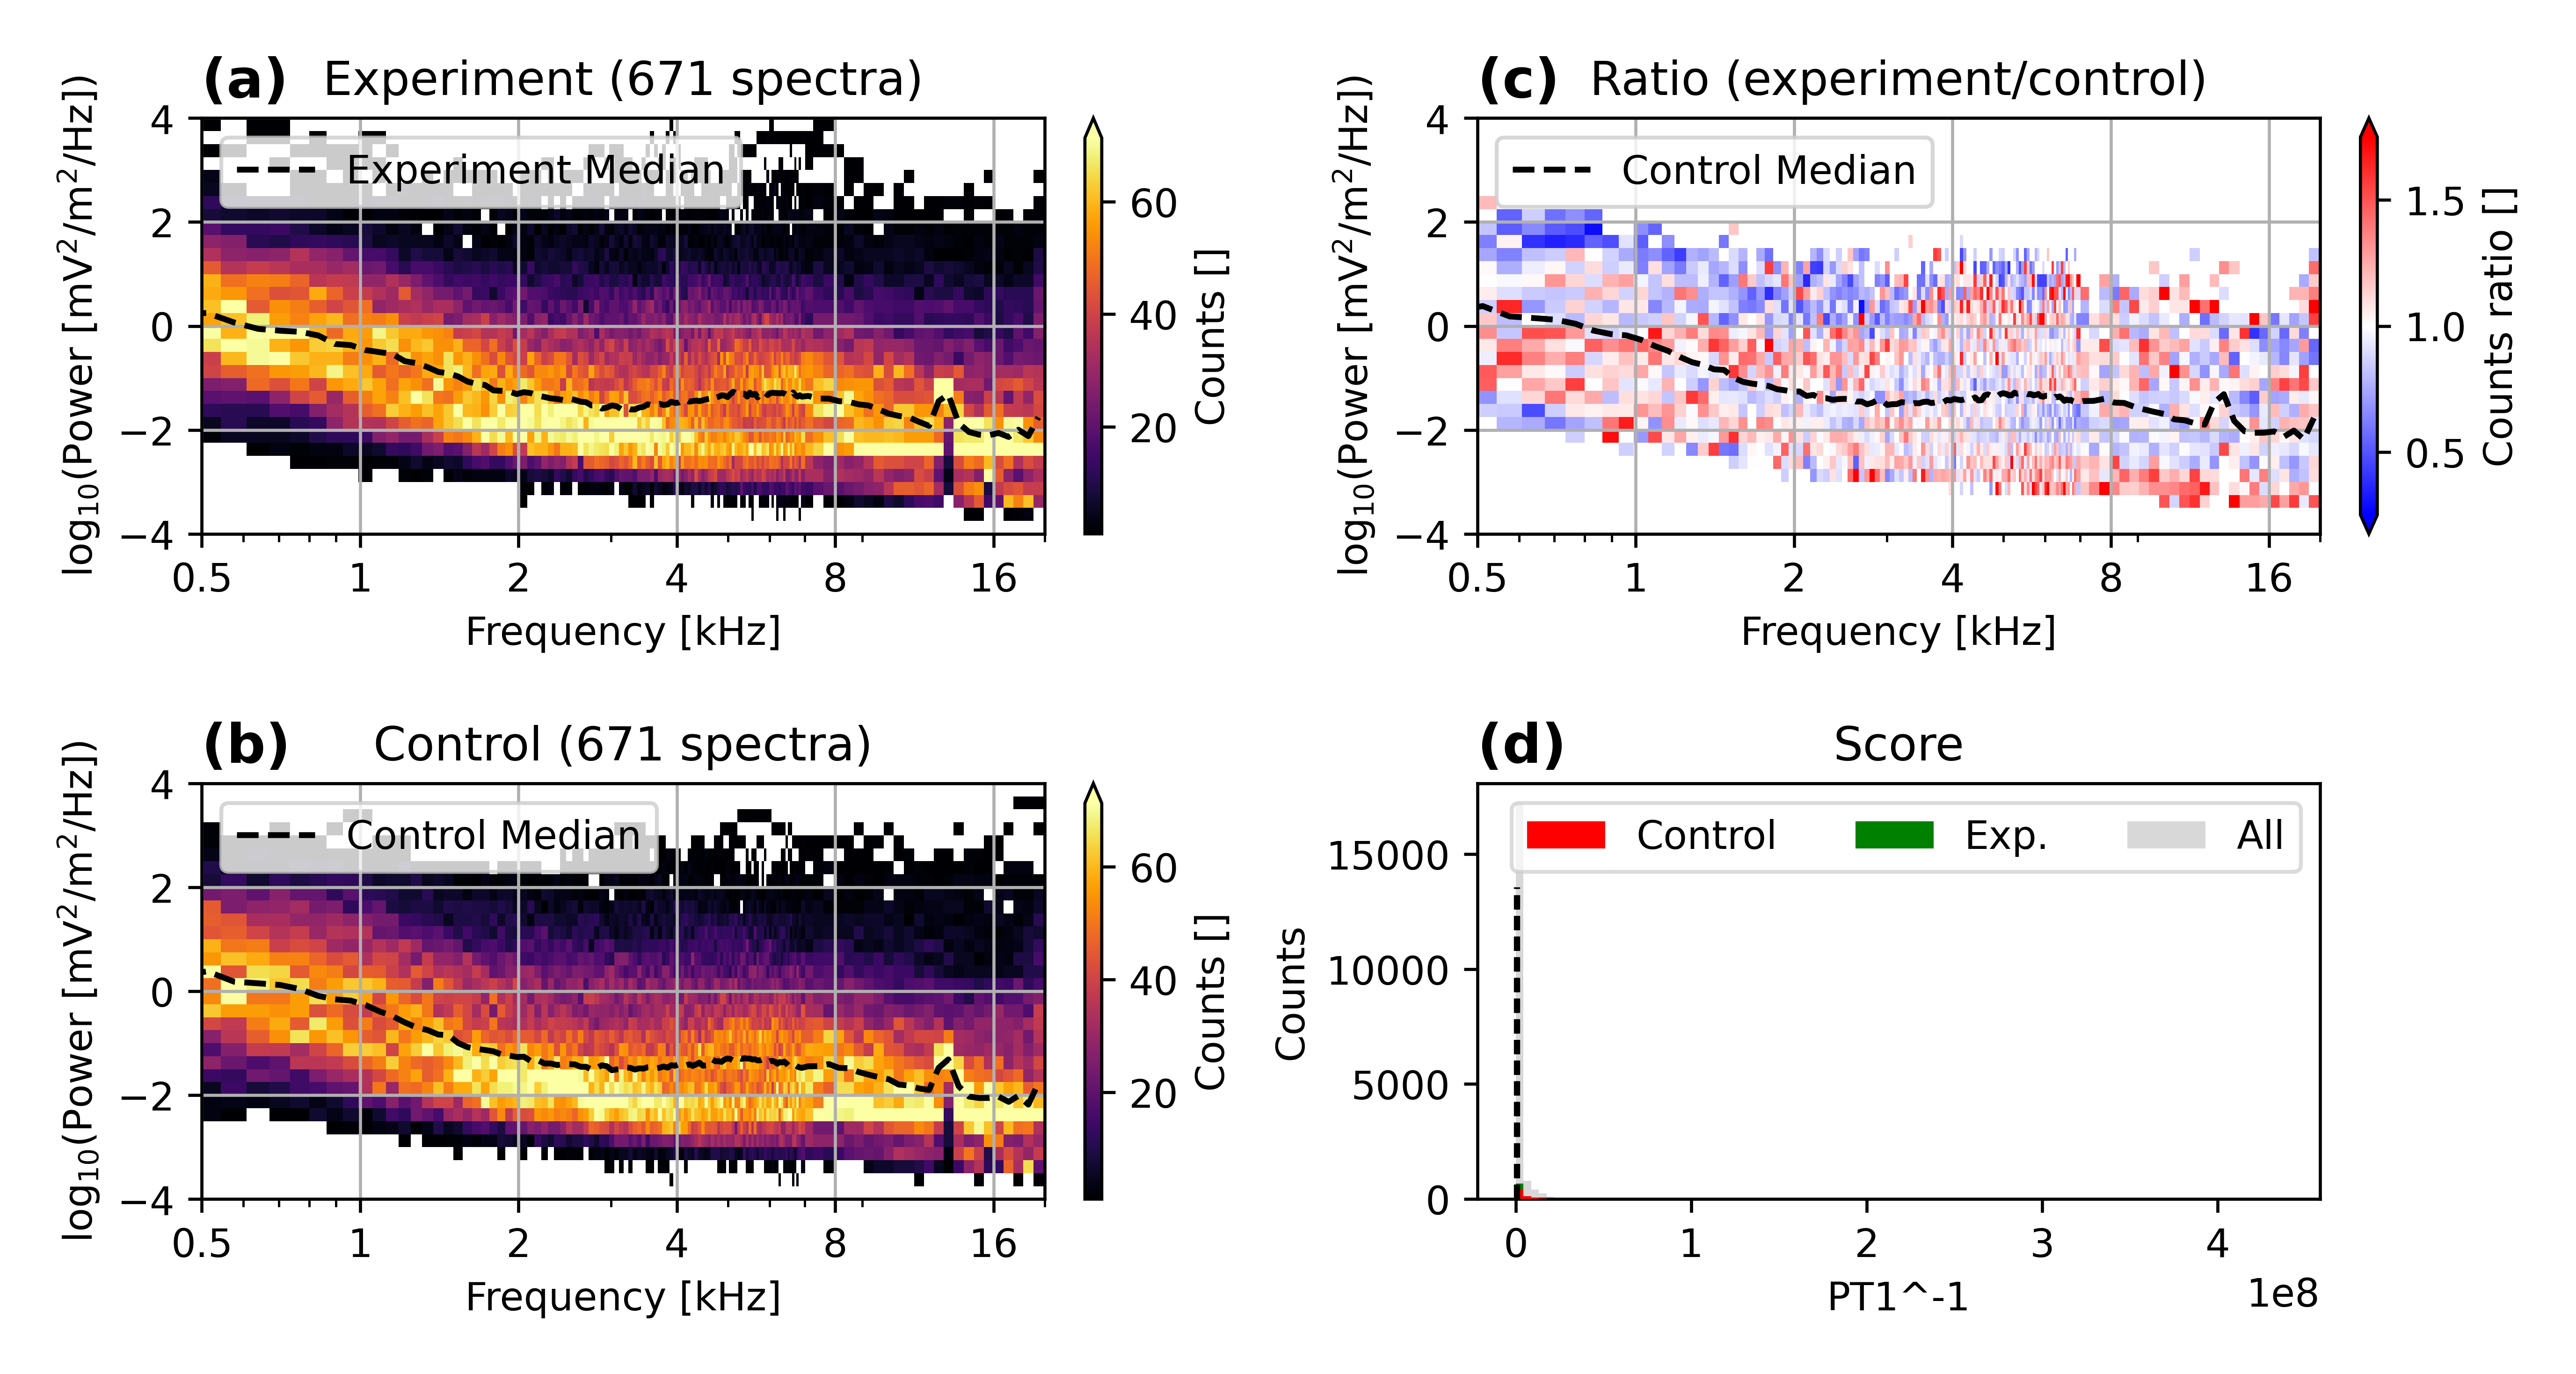 (a) Experiment (671 spectra)
log10(Power [mV²/m²/Hz])
4
2
0
−2
−4
Experiment Median
0.5 1 2 4 8 16
Frequency [kHz]
60
40
20
Counts []
(c) Ratio (experiment/control)
log10(Power [mV²/m²/Hz])
4
2
0
−2
−4
Control Median
0.5 1 2 4 8 16
Frequency [kHz]
1.5
1.0
0.5
Counts ratio []
(b) Control (671 spectra)
log10(Power [mV²/m²/Hz])
4
2
0
−2
−4
Control Median
0.5 1 2 4 8 16
Frequency [kHz]
60
40
20
Counts []
(d) Score
Counts
15000
10000
5000
0
Control Exp. All
0 1 2 3 4
PT1^-1
1e8